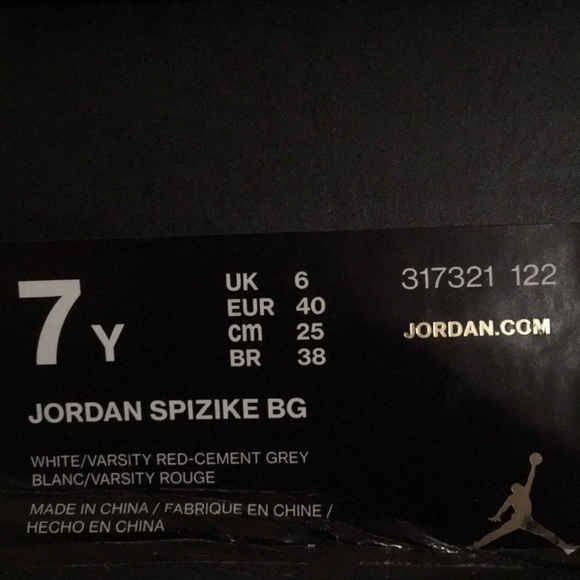 7 Y
UK 6
EUR 40
cm 25
BR 38
317321 122
JORDAN.COM
JORDAN SPIZIKE BG
WHITE/VARSITY RED-CEMENT GREY
BLANC/VARSITY ROUGE
MADE IN CHINA / FABRIQUE EN CHINE /
HECHO EN CHINA